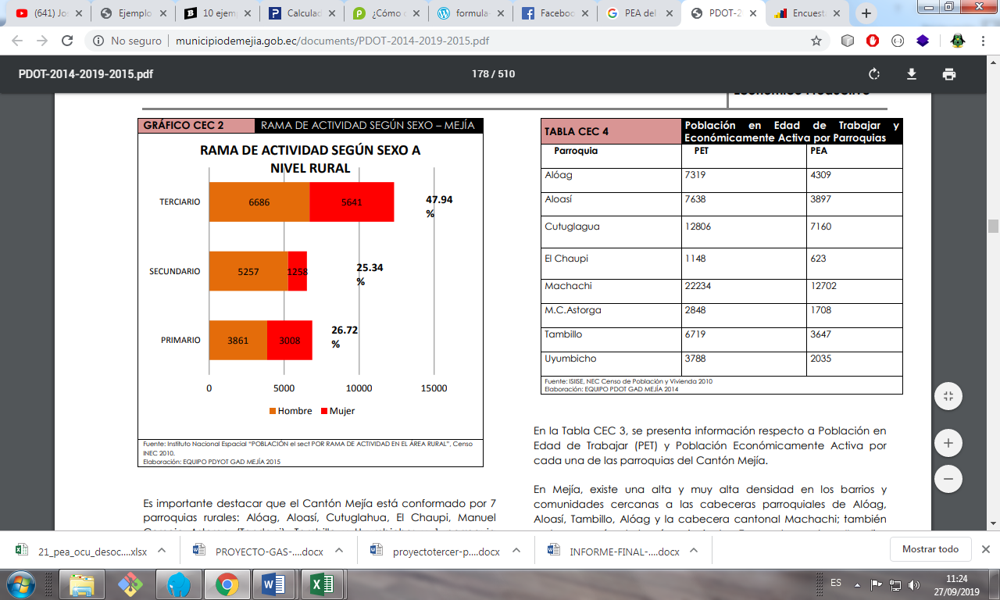 (641) Jos
Ejemplo
10 ejem
Calculad
¿Cómo
formula-
Faceboo
PEA del
PDOT-2
Encuest
No seguro | municipiodemejia.gob.ec/documents/PDOT-2014-2019-2015.pdf
PDOT-2014-2019-2015.pdf
178 / 510
GRÁFICO CEC 2 RAMA DE ACTIVIDAD SEGÚN SEXO – MEJÍA
RAMA DE ACTIVIDAD SEGÚN SEXO A
NIVEL RURAL
TERCIARIO 6686 5641 47.94
%
SECUNDARIO 5257 1258 25.34
%
PRIMARIO 3861 3008 26.72
%
0 5000 10000 15000
Hombre Mujer
Fuente: Instituto Nacional Espacial “POBLACIÓN el sect POR RAMA DE ACTIVIDAD EN EL ÁREA RURAL”, Censo
INEC 2010.
Elaboración: EQUIPO PDYOT GAD MEJÍA 2015
Es importante destacar que el Cantón Mejía está conformado por 7
parroquias rurales: Alóag, Aloasí, Cutuglahua, El Chaupi, Manuel
TABLA CEC 4 Población en Edad de Trabajar y
Económicamente Activa por Parroquias
Parroquia PET PEA
Alóag 7319 4309
Aloasí 7638 3897
Cutuglagua 12806 7160
El Chaupi 1148 623
Machachi 22234 12702
M.C.Astorga 2848 1708
Tambillo 6719 3647
Uyumbicho 3788 2035
Fuente: ISIISE, NEC Censo de Población y Vivienda 2010
Elaboración: EQUIPO PDOT GAD MEJÍA 2014
En la Tabla CEC 3, se presenta información respecto a Población en
Edad de Trabajar (PET) y Población Económicamente Activa por
cada una de las parroquias del Cantón Mejía.
En Mejía, existe una alta y muy alta densidad en los barrios y
comunidades cercanas a las cabeceras parroquiales de Alóag,
Aloasí, Tambillo, Alóag y la cabecera cantonal Machachi; también
21_pea_ocu_desoc....xlsx
PROYECTO-GAS-....docx
proyectotercer-p....docx
INFORME-FINAL-....docx
Mostrar todo
ES
11:24
27/09/2019